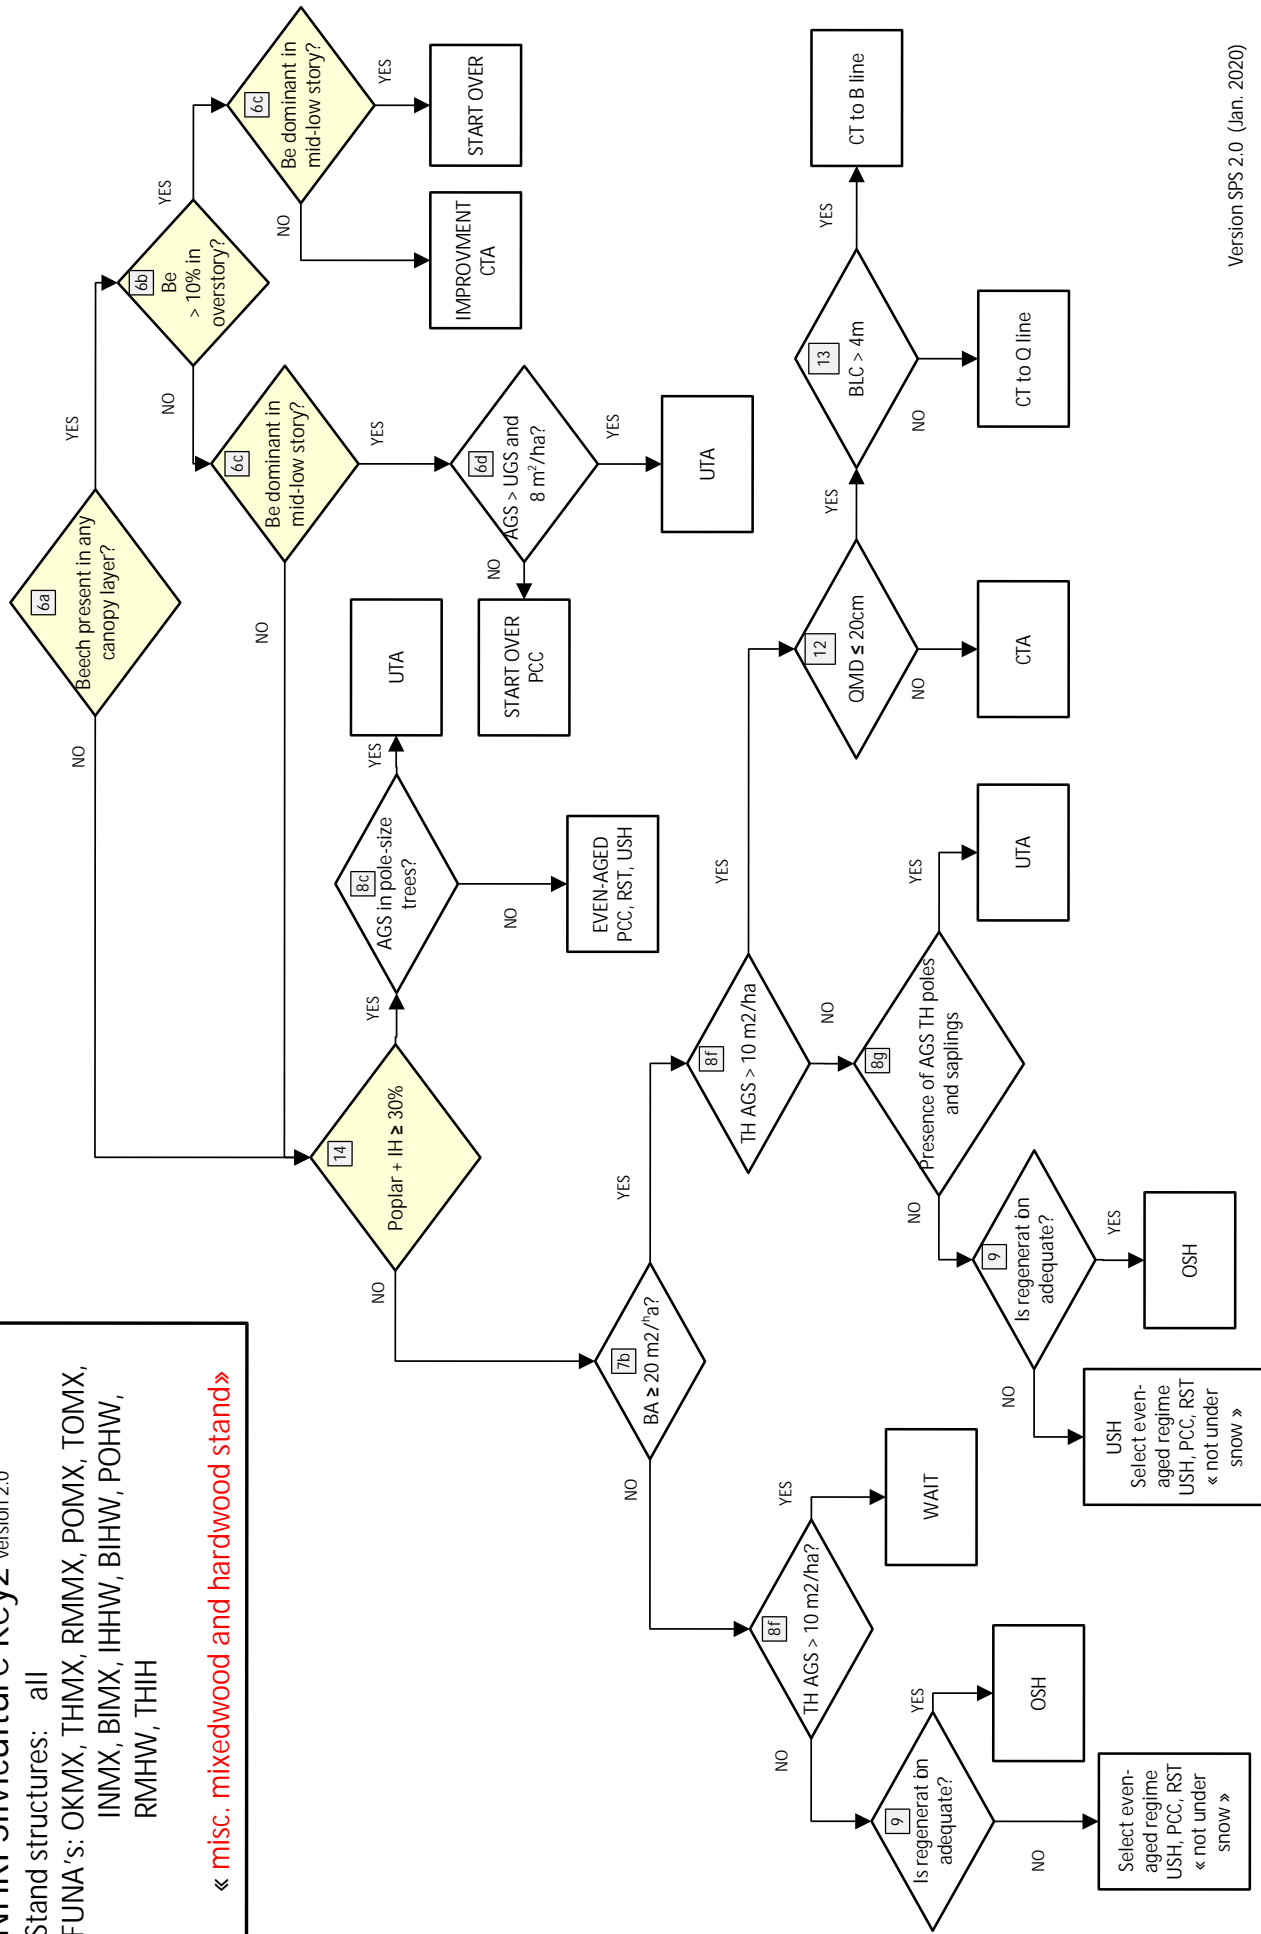 Silviculture Key2 version 2.0
Stand structures: all
FUNA's: OKMX, THMX, RMMX, POMX, TOMX,
INMX, BIMX, IHHW, BIHW, POHW,
RMHW, THIH
« misc. mixedwood and hardwood stand»
6a
Beech present in any
canopy layer?
NO
YES
6b
Be
> 10% in
overstory?
NO
YES
6c
Be dominant in
mid-low story?
NO
YES
6c
Be dominant in
mid-low story?
NO
YES
IMPROVMENT
CTA
START OVER
6d
AGS > UGS and
8 m²/ha?
NO
YES
START OVER
PCC
UTA
14
Poplar + IH ≥ 30%
NO
YES
8c
AGS in pole-size
trees?
YES
NO
UTA
EVEN-AGED
PCC, RST, USH
7b
BA ≥ 20 m2/ha?
NO
YES
8f
TH AGS > 10 m2/ha?
NO
YES
WAIT
9
Is regeneration
adequate?
YES
NO
OSH
Select even-
aged regime
USH, PCC, RST
« not under
snow »
8f
TH AGS > 10 m2/ha
YES
NO
8g
Presence of AGS TH poles
and saplings
NO
YES
UTA
9
Is regeneration
adequate?
NO
YES
USH
Select even-
aged regime
USH, PCC, RST
« not under
snow »
OSH
12
QMD ≤ 20cm
NO
YES
CTA
13
BLC > 4m
NO
YES
CT to Q line
CT to B line
Version SPS 2.0 (Jan. 2020)